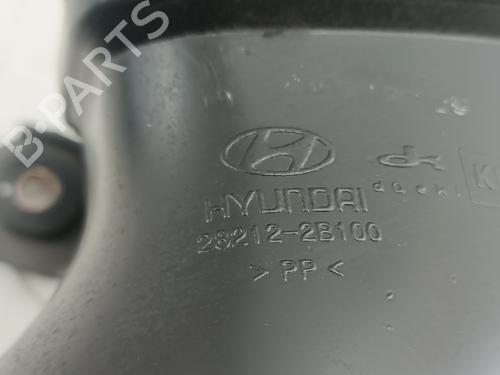 B-PARTS
HYUNDAI
28212-2B100
> PP <